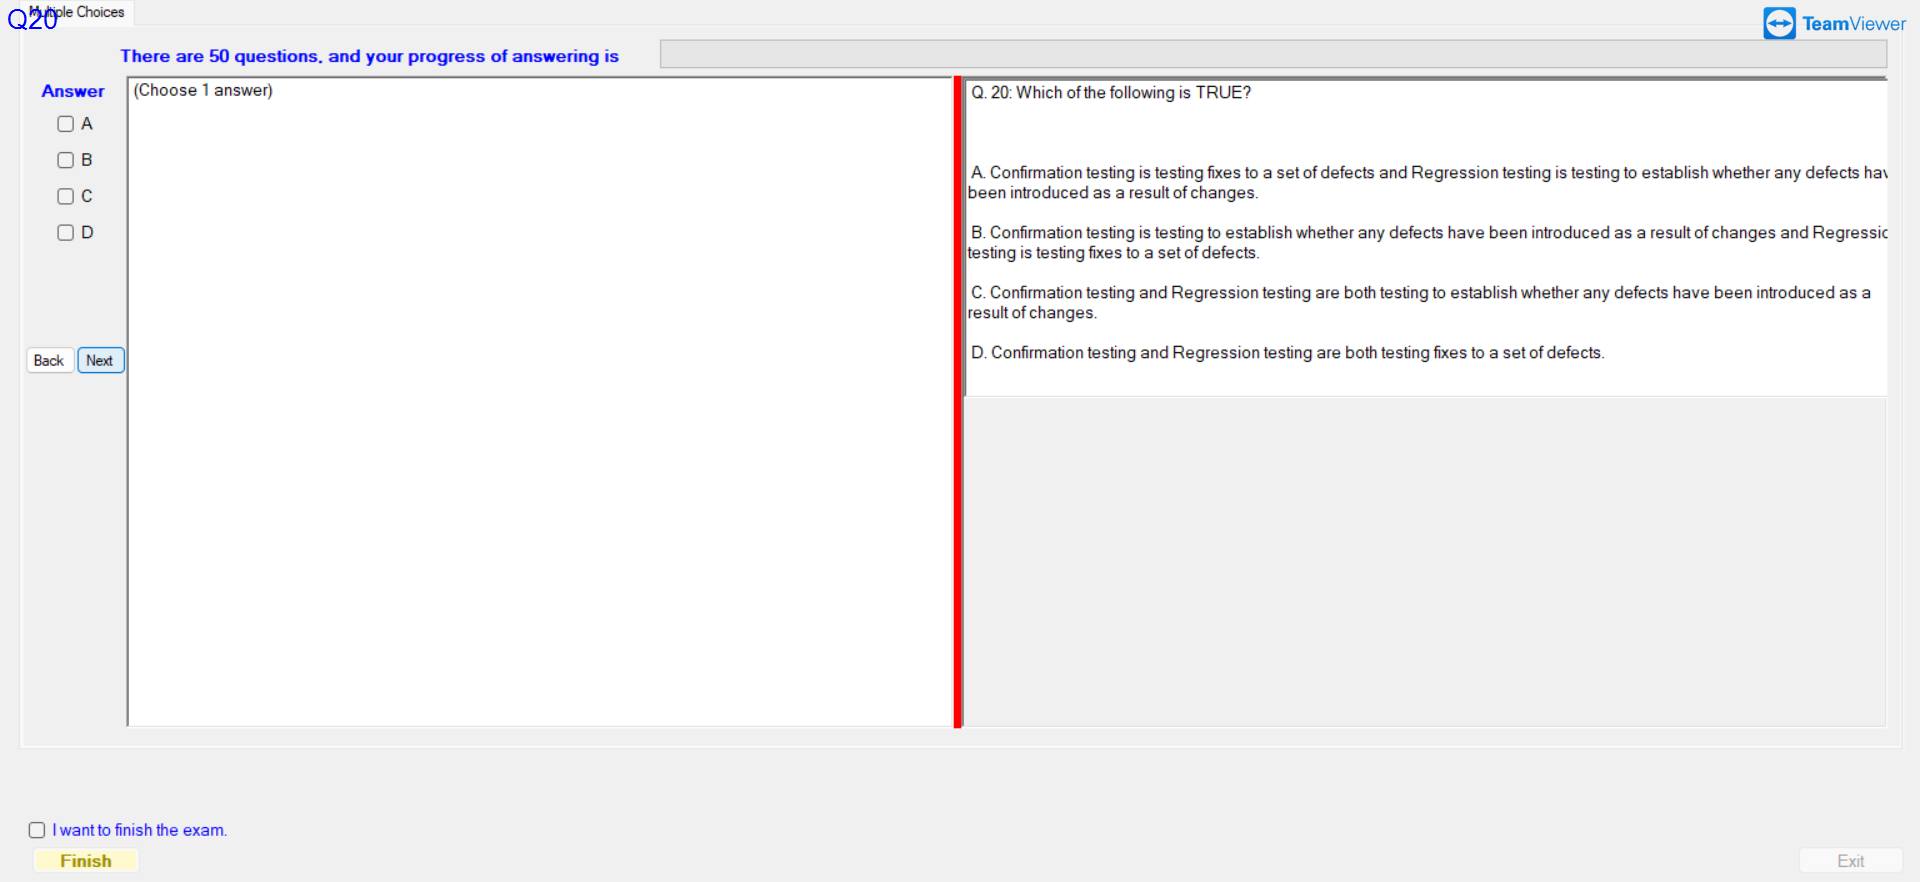 Multiple Choices
Q20
TeamViewer
There are 50 questions, and your progress of answering is
Answer
(Choose 1 answer)
A
B
C
D
Back
Next
Q. 20: Which of the following is TRUE?
A. Confirmation testing is testing fixes to a set of defects and Regression testing is testing to establish whether any defects hav
been introduced as a result of changes.
B. Confirmation testing is testing to establish whether any defects have been introduced as a result of changes and Regressio
testing is testing fixes to a set of defects.
C. Confirmation testing and Regression testing are both testing to establish whether any defects have been introduced as a
result of changes.
D. Confirmation testing and Regression testing are both testing fixes to a set of defects.
I want to finish the exam.
Finish
Exit